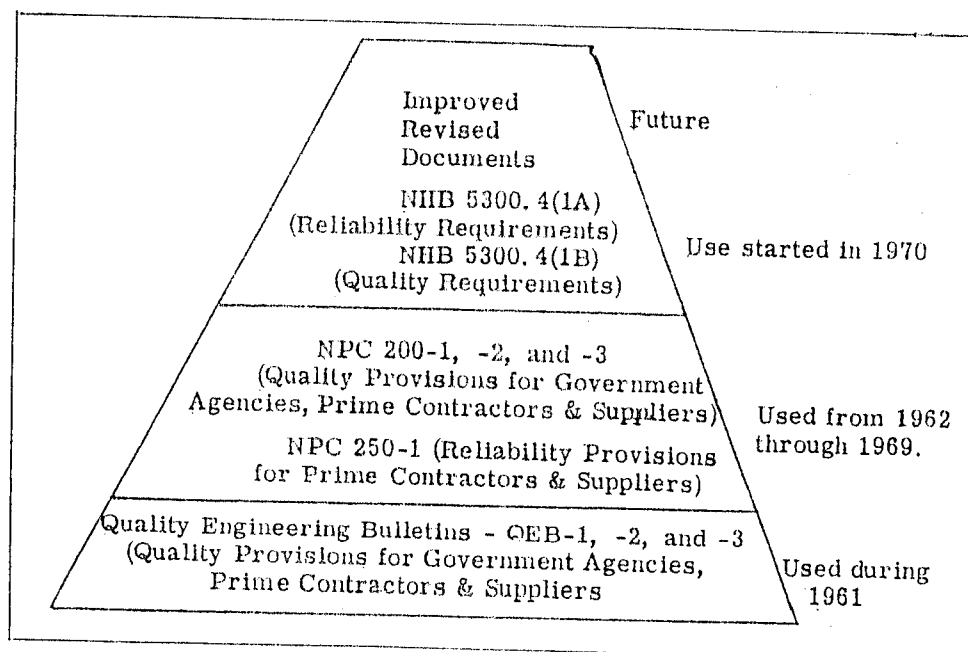 Improved
Revised
Documents
Future
NHB 5300.4(1A)
(Reliability Requirements)
NHB 5300.4(1B)
(Quality Requirements)
Use started in 1970
NPC 200-1, -2, and -3
(Quality Provisions for Government
Agencies, Prime Contractors & Suppliers)
NPC 250-1 (Reliability Provisions
for Prime Contractors & Suppliers)
Used from 1962
through 1969.
Quality Engineering Bulletins - QEB-1, -2, and -3
(Quality Provisions for Government Agencies,
Prime Contractors & Suppliers
Used during
1961